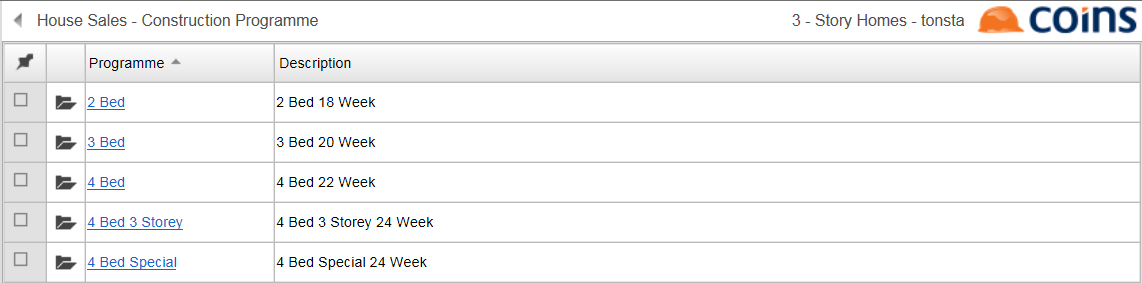 House Sales - Construction Programme 3 - Story Homes - tonsta coins
Programme Description
2 Bed 2 Bed 18 Week
3 Bed 3 Bed 20 Week
4 Bed 4 Bed 22 Week
4 Bed 3 Storey 4 Bed 3 Storey 24 Week
4 Bed Special 4 Bed Special 24 Week